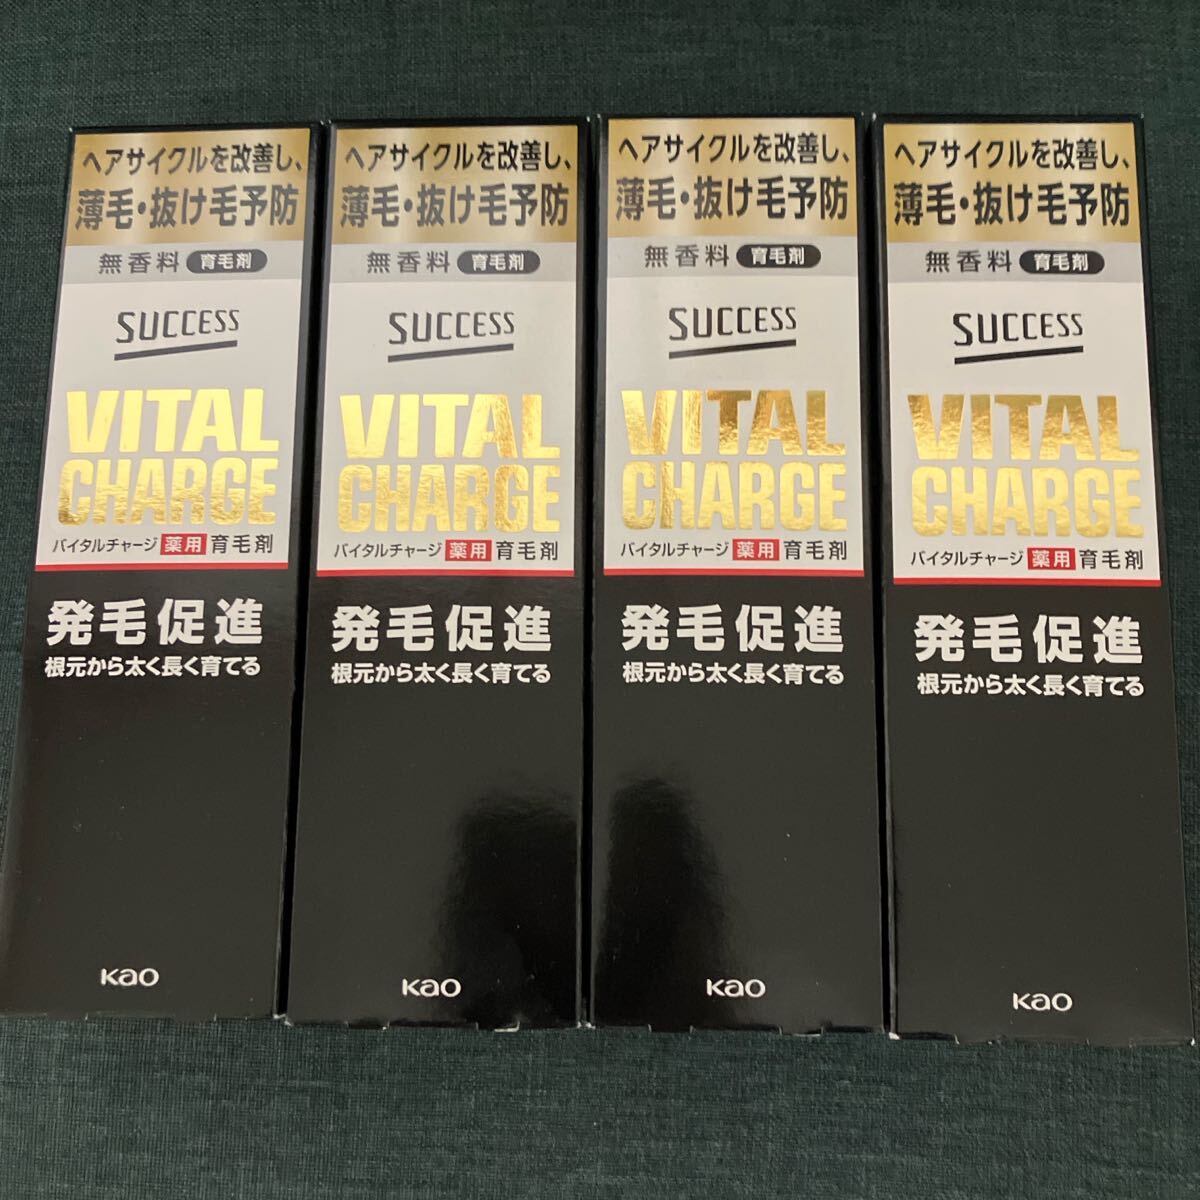 ヘアサイクルを改善し、
薄毛・抜け毛予防
無香料 育毛剤
SUCCESS
VITAL
CHARGE
バイタルチャージ 薬用 育毛剤
発毛促進
根元から太く長く育てる
Kao
ヘアサイクルを改善し、
薄毛・抜け毛予防
無香料 育毛剤
SUCCESS
VITAL
CHARGE
バイタルチャージ 薬用 育毛剤
発毛促進
根元から太く長く育てる
Kao
ヘアサイクルを改善し、
薄毛・抜け毛予防
無香料 育毛剤
SUCCESS
VITAL
CHARGE
バイタルチャージ 薬用 育毛剤
発毛促進
根元から太く長く育てる
Kao
ヘアサイクルを改善し、
薄毛・抜け毛予防
無香料 育毛剤
SUCCESS
VITAL
CHARGE
バイタルチャージ 薬用 育毛剤
発毛促進
根元から太く長く育てる
Kao